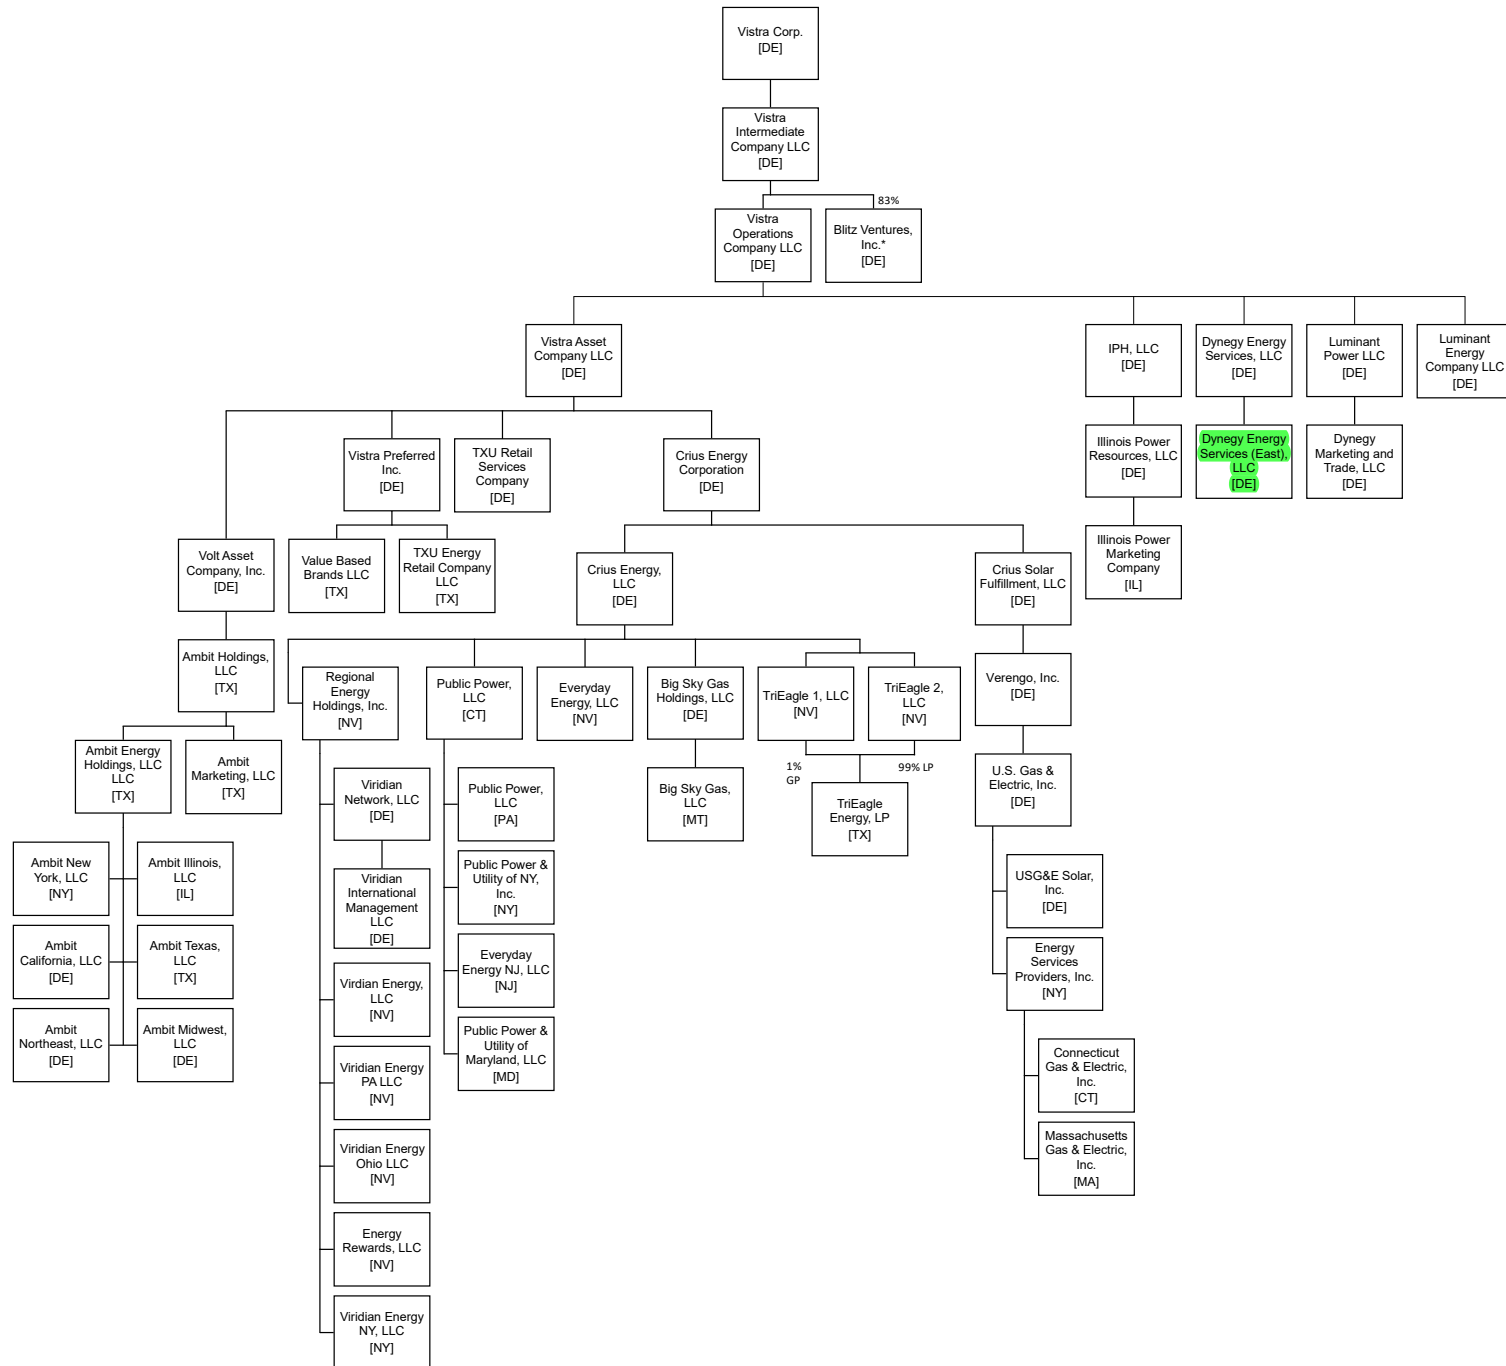 Vistra Corp.
[DE]
Vistra
Intermediate
Company LLC
[DE]
83%
Vistra
Operations
Company LLC
[DE]
Blitz Ventures,
Inc.*
[DE]
Vistra Asset
Company LLC
[DE]
IPH, LLC
[DE]
Dynegy Energy
Services, LLC
[DE]
Luminant
Power LLC
[DE]
Luminant
Energy
Company LLC
[DE]
Vistra Preferred
Inc.
[DE]
TXU Retail
Services
Company
[DE]
Crius Energy
Corporation
[DE]
Illinois Power
Resources, LLC
[DE]
Dynegy Energy
Services (East),
LLC
[DE]
Dynegy
Marketing and
Trade, LLC
[DE]
Volt Asset
Company, Inc.
[DE]
Value Based
Brands LLC
[TX]
TXU Energy
Retail Company
LLC
[TX]
Crius Energy,
LLC
[DE]
Crius Solar
Fulfillment, LLC
[DE]
Illinois Power
Marketing
Company
[IL]
Ambit Holdings,
LLC
[TX]
Regional
Energy
Holdings, Inc.
[NV]
Public Power,
LLC
[CT]
Everyday
Energy, LLC
[NV]
Big Sky Gas
Holdings, LLC
[DE]
TriEagle 1, LLC
[NV]
TriEagle 2,
LLC
[NV]
Verengo, Inc.
[DE]
Ambit Energy
Holdings, LLC
LLC
[TX]
Ambit
Marketing, LLC
[TX]
Viridian
Network, LLC
[DE]
Public Power,
LLC
[PA]
Big Sky Gas,
LLC
[MT]
1%
GP
99% LP
TriEagle
Energy, LP
[TX]
U.S. Gas &
Electric, Inc.
[DE]
Ambit New
York, LLC
[NY]
Ambit Illinois,
LLC
[IL]
Viridian
International
Management
LLC
[DE]
Public Power &
Utility of NY,
Inc.
[NY]
USG&E Solar,
Inc.
[DE]
Ambit
California, LLC
[DE]
Ambit Texas,
LLC
[TX]
Virdian Energy,
LLC
[NV]
Everyday
Energy NJ, LLC
[NJ]
Energy
Services
Providers, Inc.
[NY]
Ambit
Northeast, LLC
[DE]
Ambit Midwest,
LLC
[DE]
Viridian Energy
PA LLC
[NV]
Public Power &
Utility of
Maryland, LLC
[MD]
Connecticut
Gas & Electric,
Inc.
[CT]
Viridian Energy
Ohio LLC
[NV]
Massachusetts
Gas & Electric,
Inc.
[MA]
Energy
Rewards, LLC
[NV]
Viridian Energy
NY, LLC
[NY]